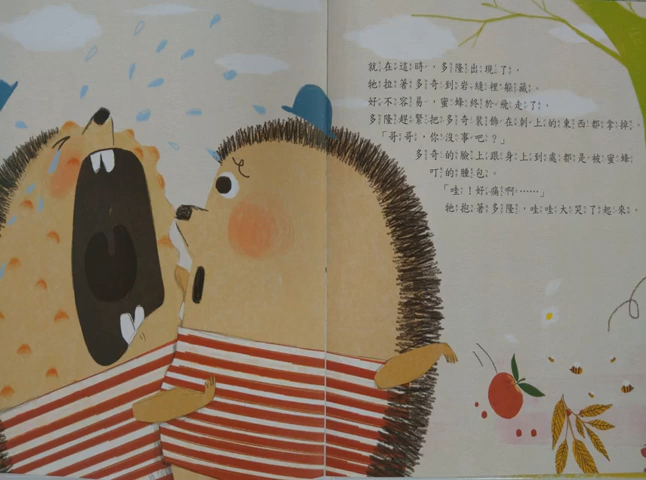 就在這時，多隆出現了，
牠拉著多奇到岩縫裡躲藏。
好不容易，蜜蜂終於飛走了，
多隆趕緊把多奇裝飾在刺上的東西都拿掉。
「哥哥，你沒事吧？」
多奇的臉上跟身上到處都是被蜜蜂
叮的腫包。
「哇！好痛啊……」
牠抱著多隆，哇哇大哭了起來。